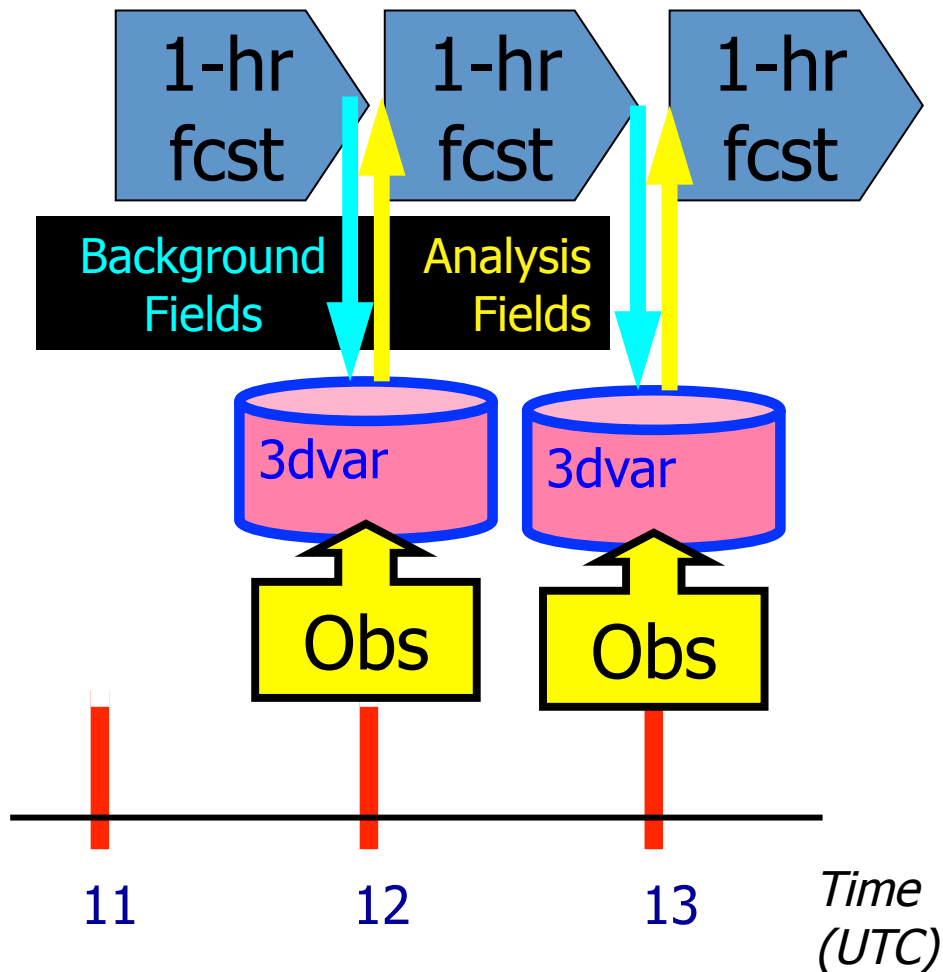 1-hr
fcst
1-hr
fcst
1-hr
fcst
Background
Fields
Analysis
Fields
3dvar
3dvar
Obs
Obs
11
12
13
Time
(UTC)